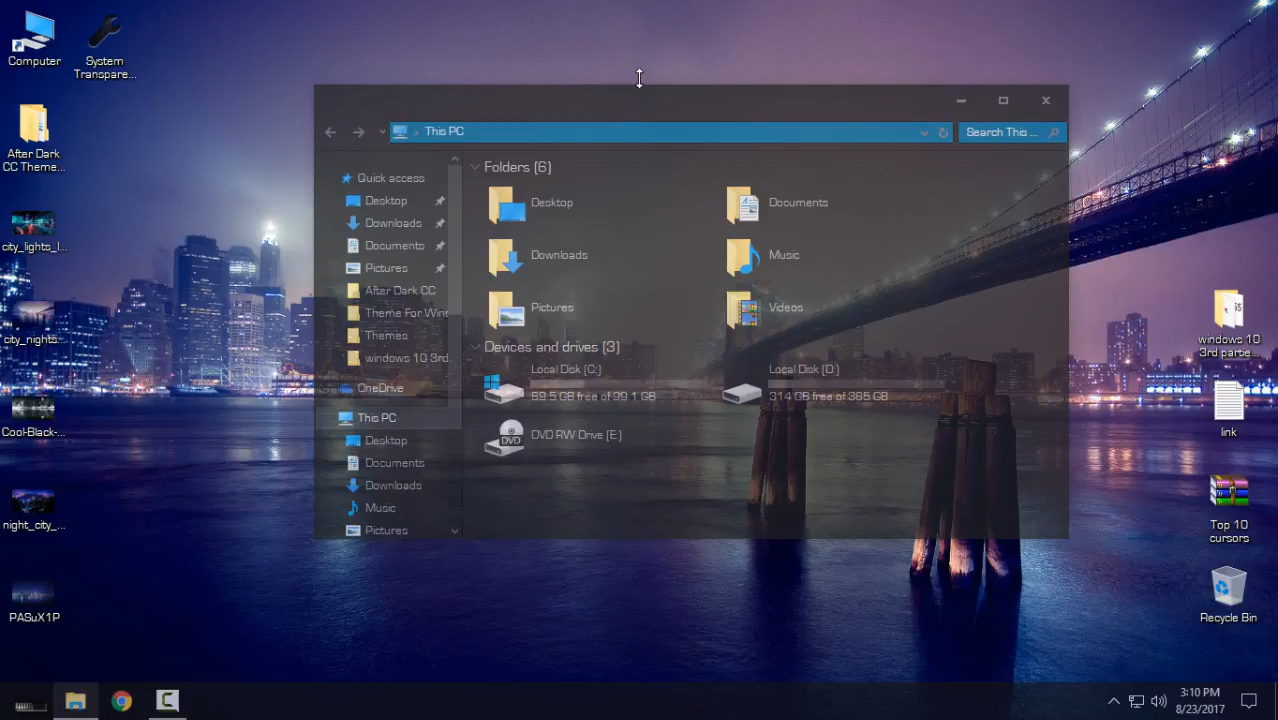 Computer
System
Transpare...
After Dark
CC Theme...
city_lights_l...
city_nights...
Cool-Black-...
night_city_...
PASuX1P
This PC
Search This ...
Quick access
Desktop
Downloads
Documents
Pictures
After Dark CC
Theme For Win
Themes
windows 10 3rd
OneDrive
This PC
Desktop
Documents
Downloads
Music
Pictures
Folders (6)
Desktop
Documents
Downloads
Music
Pictures
Videos
Devices and drives (3)
Local Disk (C:)
69.5 GB free of 99.1 GB
Local Disk (D:)
314 GB free of 365 GB
DVD
DVD RW Drive (E:)
windows 10
3rd partie...
link
Top 10
cursors
Recycle Bin
3:10 PM
8/23/2017